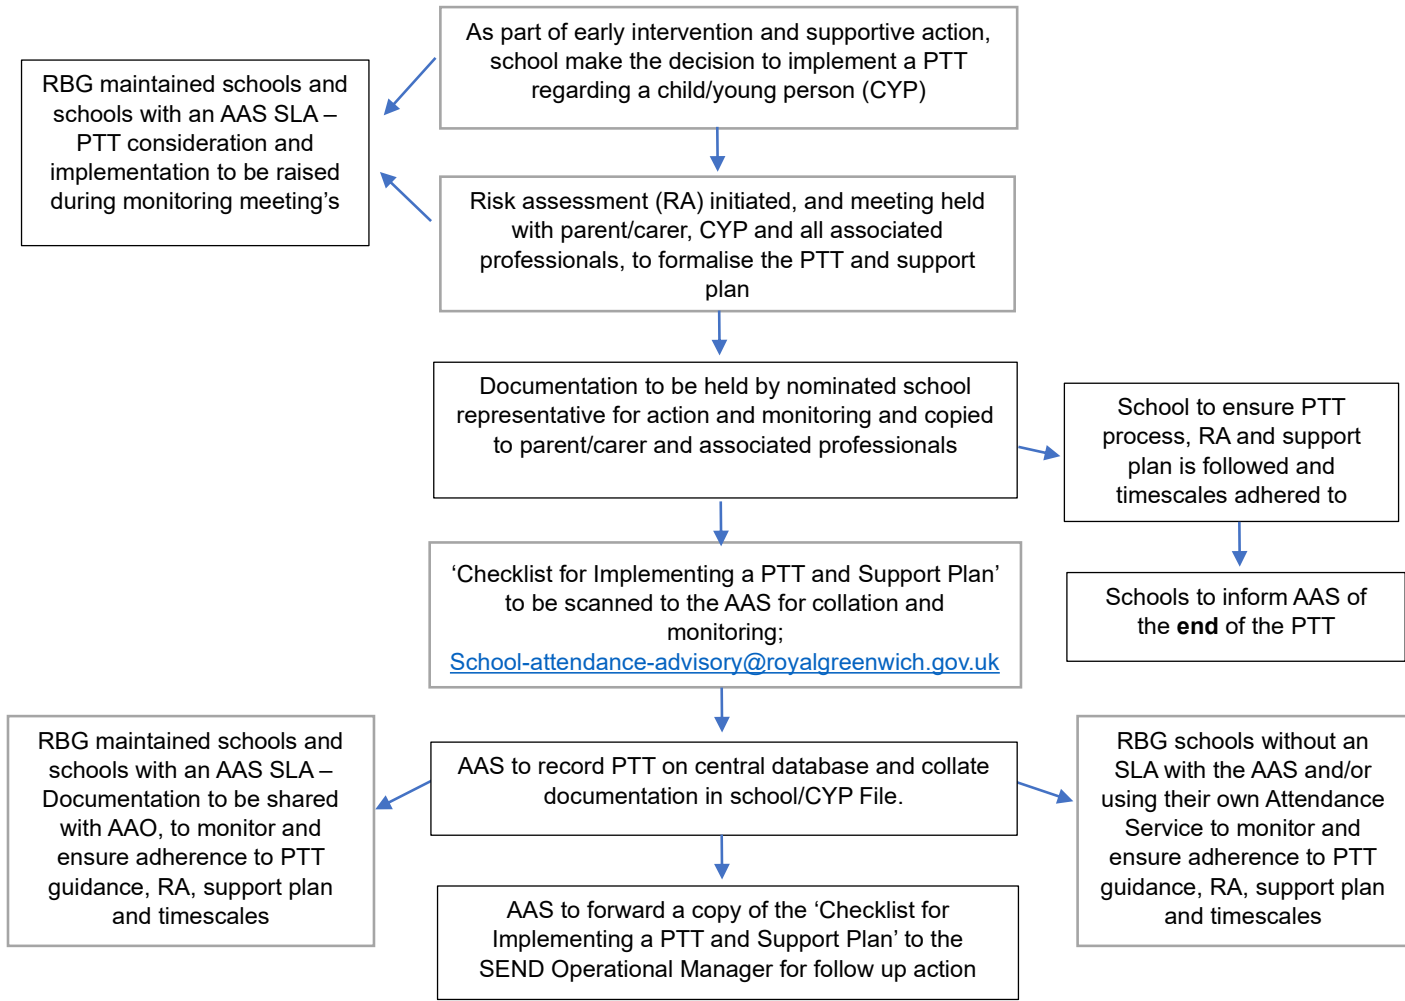 As part of early intervention and supportive action,
school make the decision to implement a PTT
regarding a child/young person (CYP)
RBG maintained schools and
schools with an AAS SLA –
PTT consideration and
implementation to be raised
during monitoring meeting’s
Risk assessment (RA) initiated, and meeting held
with parent/carer, CYP and all associated
professionals, to formalise the PTT and support
plan
Documentation to be held by nominated school
representative for action and monitoring and copied
to parent/carer and associated professionals
School to ensure PTT
process, RA and support
plan is followed and
timescales adhered to
Schools to inform AAS of
the end of the PTT
‘Checklist for Implementing a PTT and Support Plan’
to be scanned to the AAS for collation and
monitoring;
School-attendance-advisory@royalgreenwich.gov.uk
RBG maintained schools and
schools with an AAS SLA –
Documentation to be shared
with AAO, to monitor and
ensure adherence to PTT
guidance, RA, support plan
and timescales
AAS to record PTT on central database and collate
documentation in school/CYP File.
RBG schools without an
SLA with the AAS and/or
using their own Attendance
Service to monitor and
ensure adherence to PTT
guidance, RA, support plan
and timescales
AAS to forward a copy of the ‘Checklist for
Implementing a PTT and Support Plan’ to the
SEND Operational Manager for follow up action